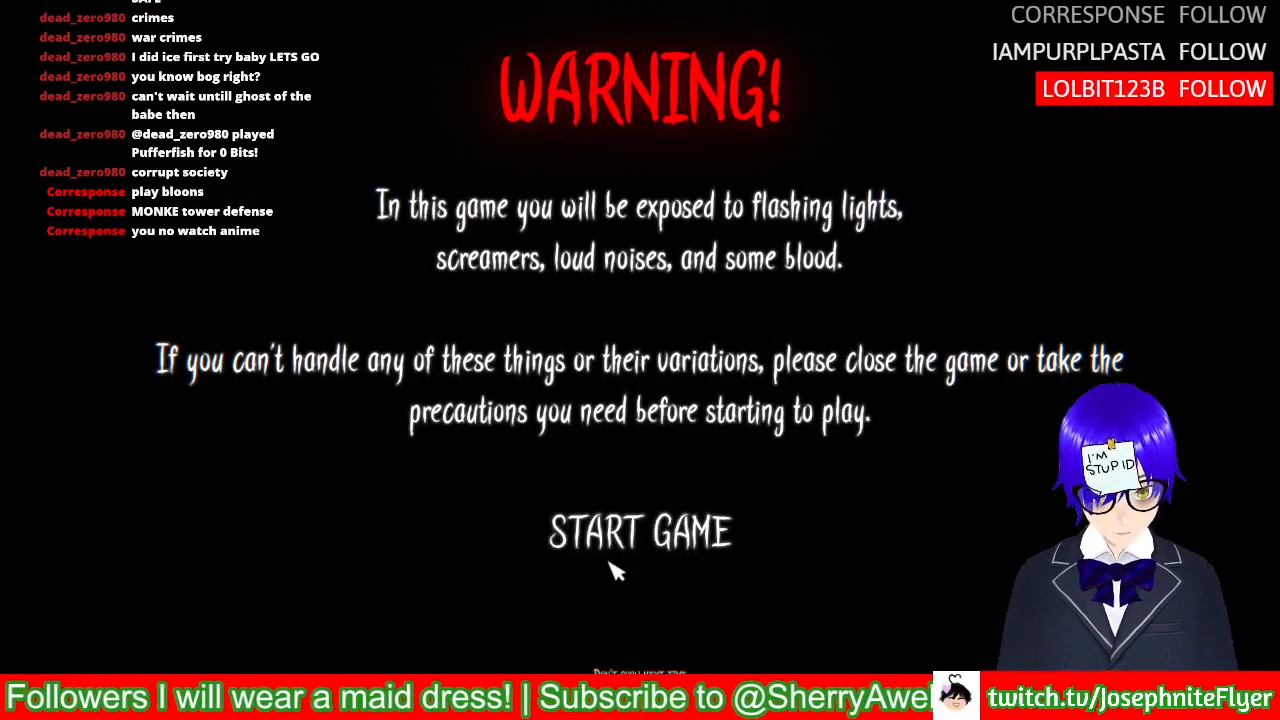 dead_zero980 crimes
dead_zero980 war crimes
dead_zero980 I did ice first try baby LETS GO
dead_zero980 you know bog right?
dead_zero980 can't wait untill ghost of the
babe then
dead_zero980 @dead_zero980 played
Pufferfish for 0 Bits!
dead_zero980 corrupt society
Corresponse play bloons
Corresponse MONKE tower defense
Corresponse you no watch anime
CORRESPONSE FOLLOW
IAMPURPLPASTA FOLLOW
LOLBIT123B FOLLOW
WARNING!
In this game you will be exposed to flashing lights,
screamers, loud noises, and some blood.
If you can't handle any of these things or their variations, please close the game or take the
precautions you need before starting to play.
START GAME
I'M
STUPID
Followers I will wear a maid dress! | Subscribe to @SherryAwel
twitch.tv/JosephniteFlyer